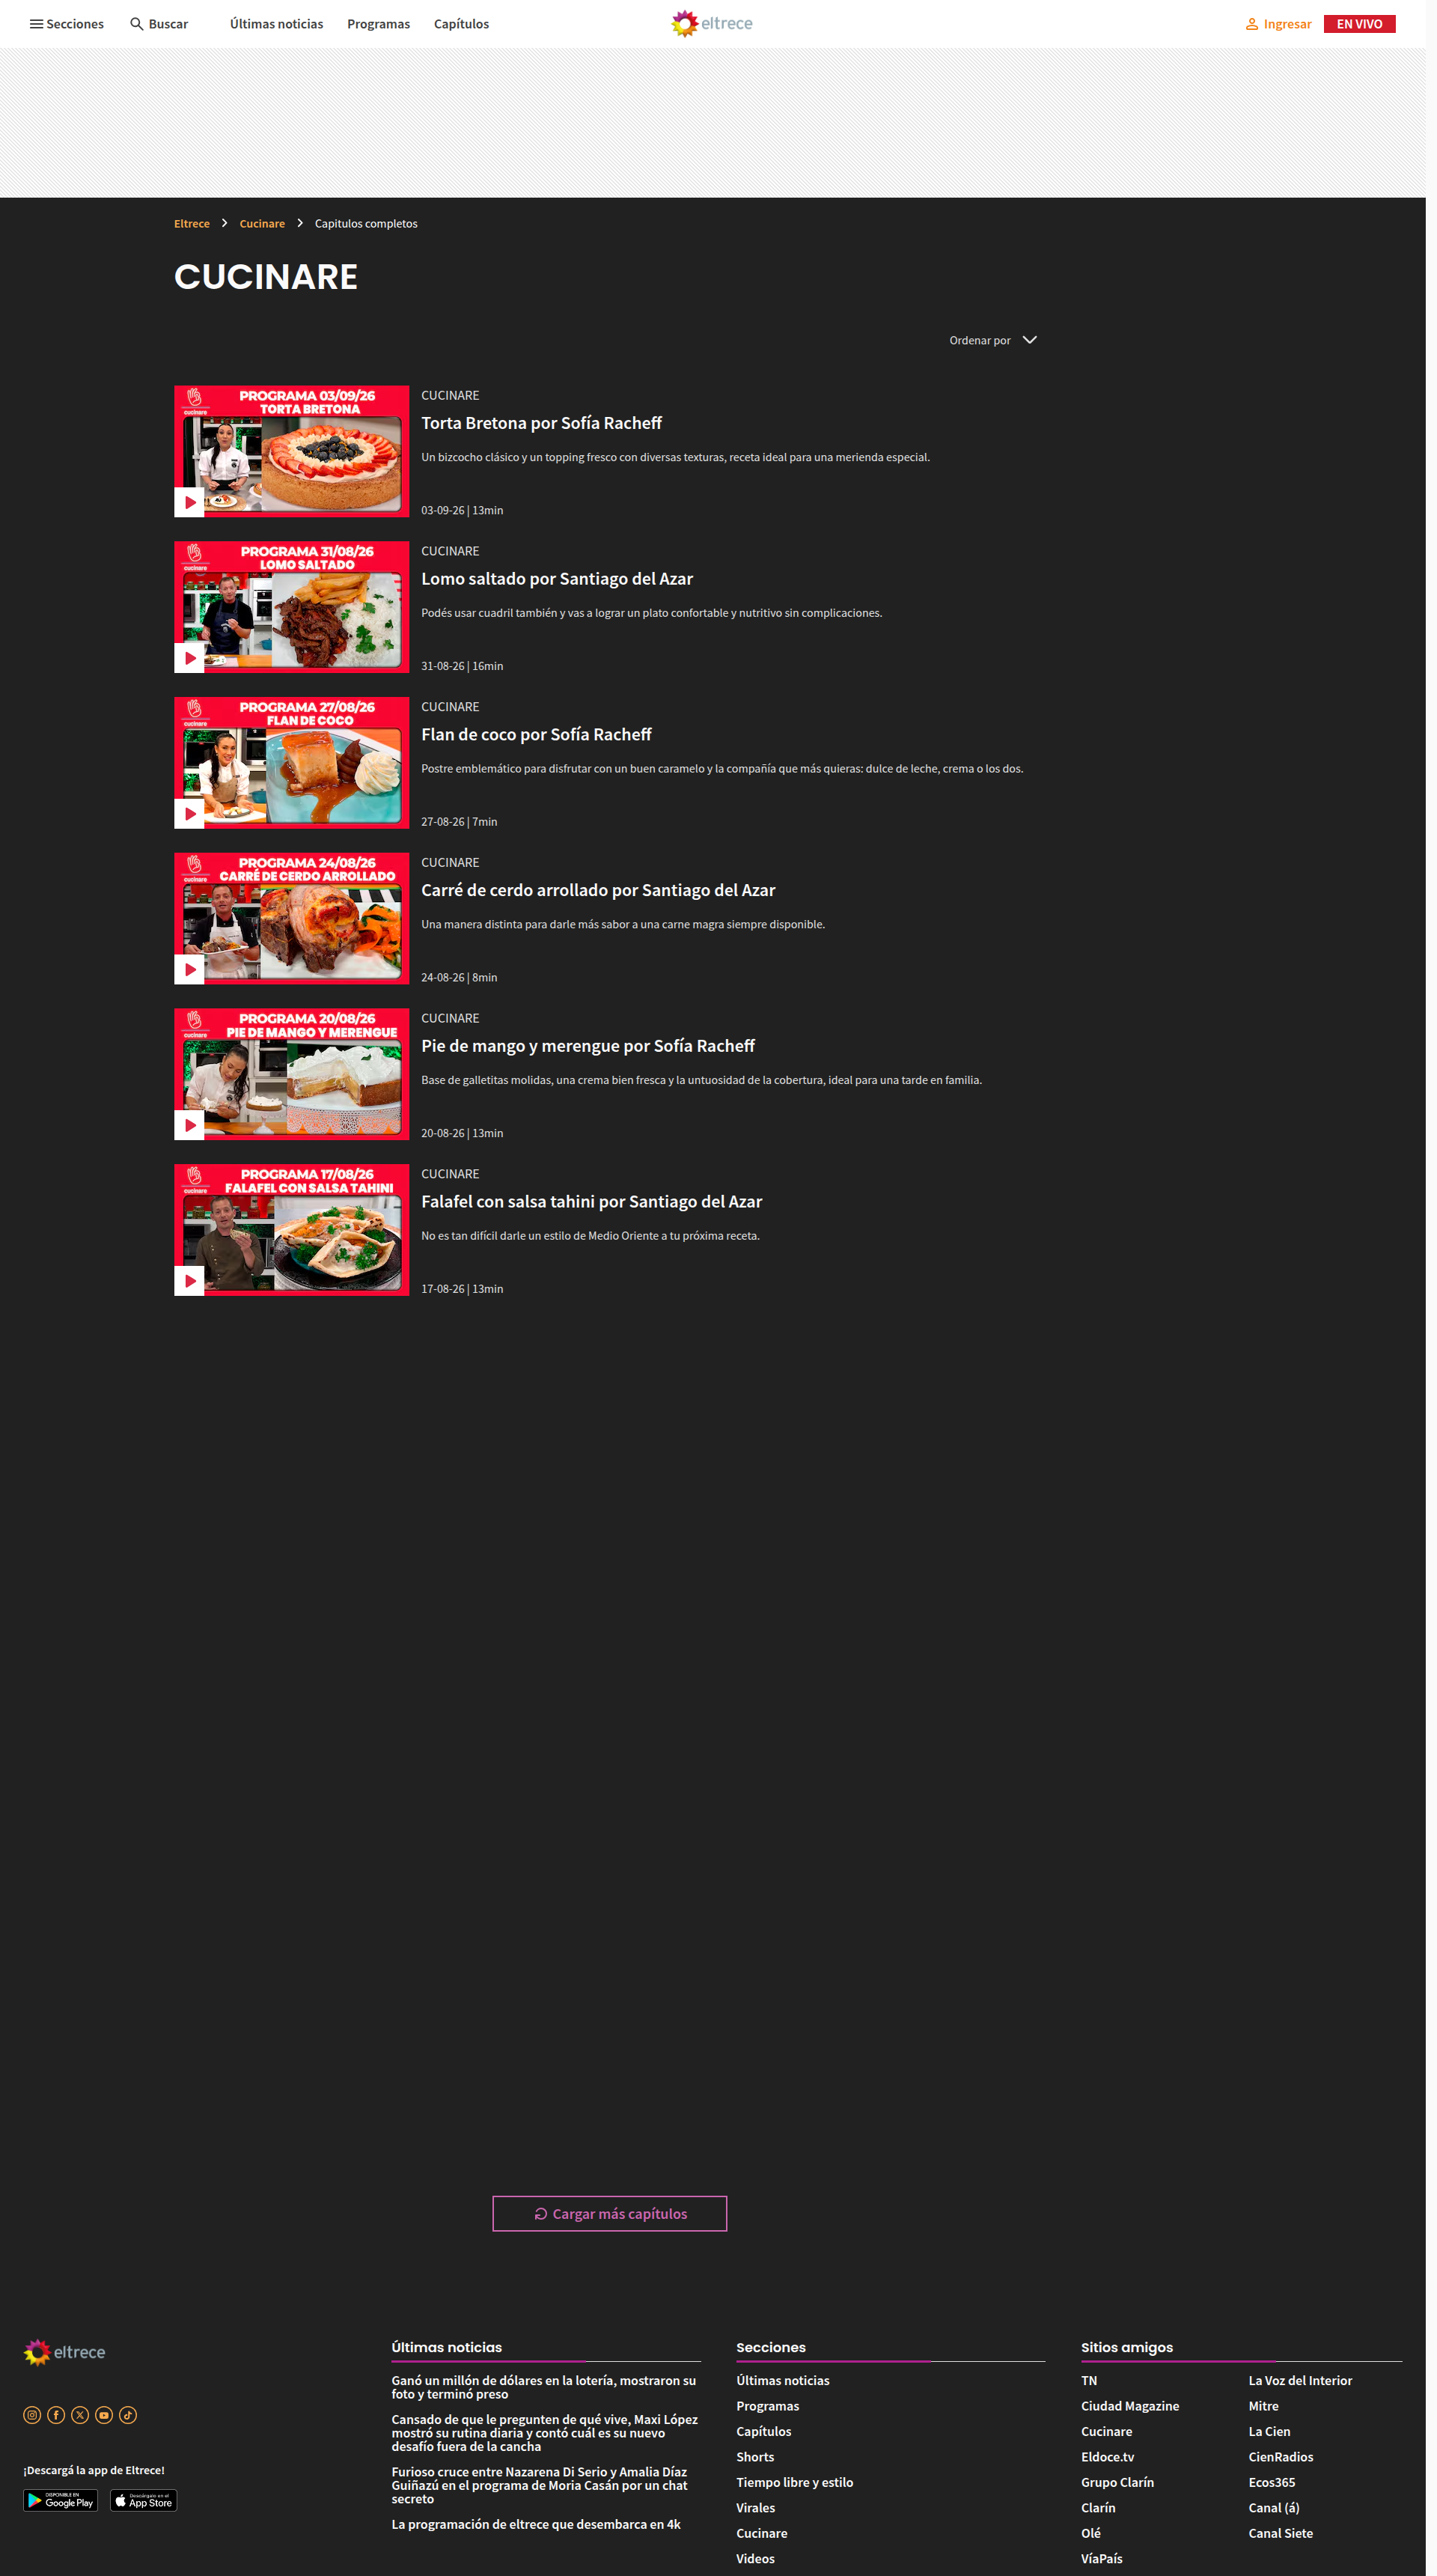 Secciones
Buscar
Últimas noticias
Programas
Capítulos
eltrece
Ingresar
EN VIVO
Eltrece
Cucinare
Capitulos completos
CUCINARE
Ordenar por
PROGRAMA 03/09/26
TORTA BRETONA
cucinare
CUCINARE
Torta Bretona por Sofía Racheff
Un bizcocho clásico y un topping fresco con diversas texturas, receta ideal para una merienda especial.
03-09-26 | 13min
PROGRAMA 31/08/26
LOMO SALTADO
cucinare
CUCINARE
Lomo saltado por Santiago del Azar
Podés usar cuadril también y vas a lograr un plato confortable y nutritivo sin complicaciones.
31-08-26 | 16min
PROGRAMA 27/08/26
FLAN DE COCO
cucinare
CUCINARE
Flan de coco por Sofía Racheff
Postre emblemático para disfrutar con un buen caramelo y la compañía que más quieras: dulce de leche, crema o los dos.
27-08-26 | 7min
PROGRAMA 24/08/26
CARRÉ DE CERDO ARROLLADO
cucinare
CUCINARE
Carré de cerdo arrollado por Santiago del Azar
Una manera distinta para darle más sabor a una carne magra siempre disponible.
24-08-26 | 8min
PROGRAMA 20/08/26
PIE DE MANGO Y MERENGUE
cucinare
CUCINARE
Pie de mango y merengue por Sofía Racheff
Base de galletitas molidas, una crema bien fresca y la untuosidad de la cobertura, ideal para una tarde en familia.
20-08-26 | 13min
PROGRAMA 17/08/26
FALAFEL CON SALSA TAHINI
cucinare
CUCINARE
Falafel con salsa tahini por Santiago del Azar
No es tan difícil darle un estilo de Medio Oriente a tu próxima receta.
17-08-26 | 13min
Cargar más capítulos
eltrece
¡Descargá la app de Eltrece!
DISPONIBLE EN
Google Play
Descárgalo en el
App Store
Últimas noticias
Ganó un millón de dólares en la lotería, mostraron su
foto y terminó preso
Cansado de que le pregunten de qué vive, Maxi López
mostró su rutina diaria y contó cuál es su nuevo
desafío fuera de la cancha
Furioso cruce entre Nazarena Di Serio y Amalia Díaz
Guiñazú en el programa de Moria Casán por un chat
secreto
La programación de eltrece que desembarca en 4k
Secciones
Últimas noticias
Programas
Capítulos
Shorts
Tiempo libre y estilo
Virales
Cucinare
Videos
Sitios amigos
TN
Ciudad Magazine
Cucinare
Eldoce.tv
Grupo Clarín
Clarín
Olé
VíaPaís
La Voz del Interior
Mitre
La Cien
CienRadios
Ecos365
Canal (á)
Canal Siete